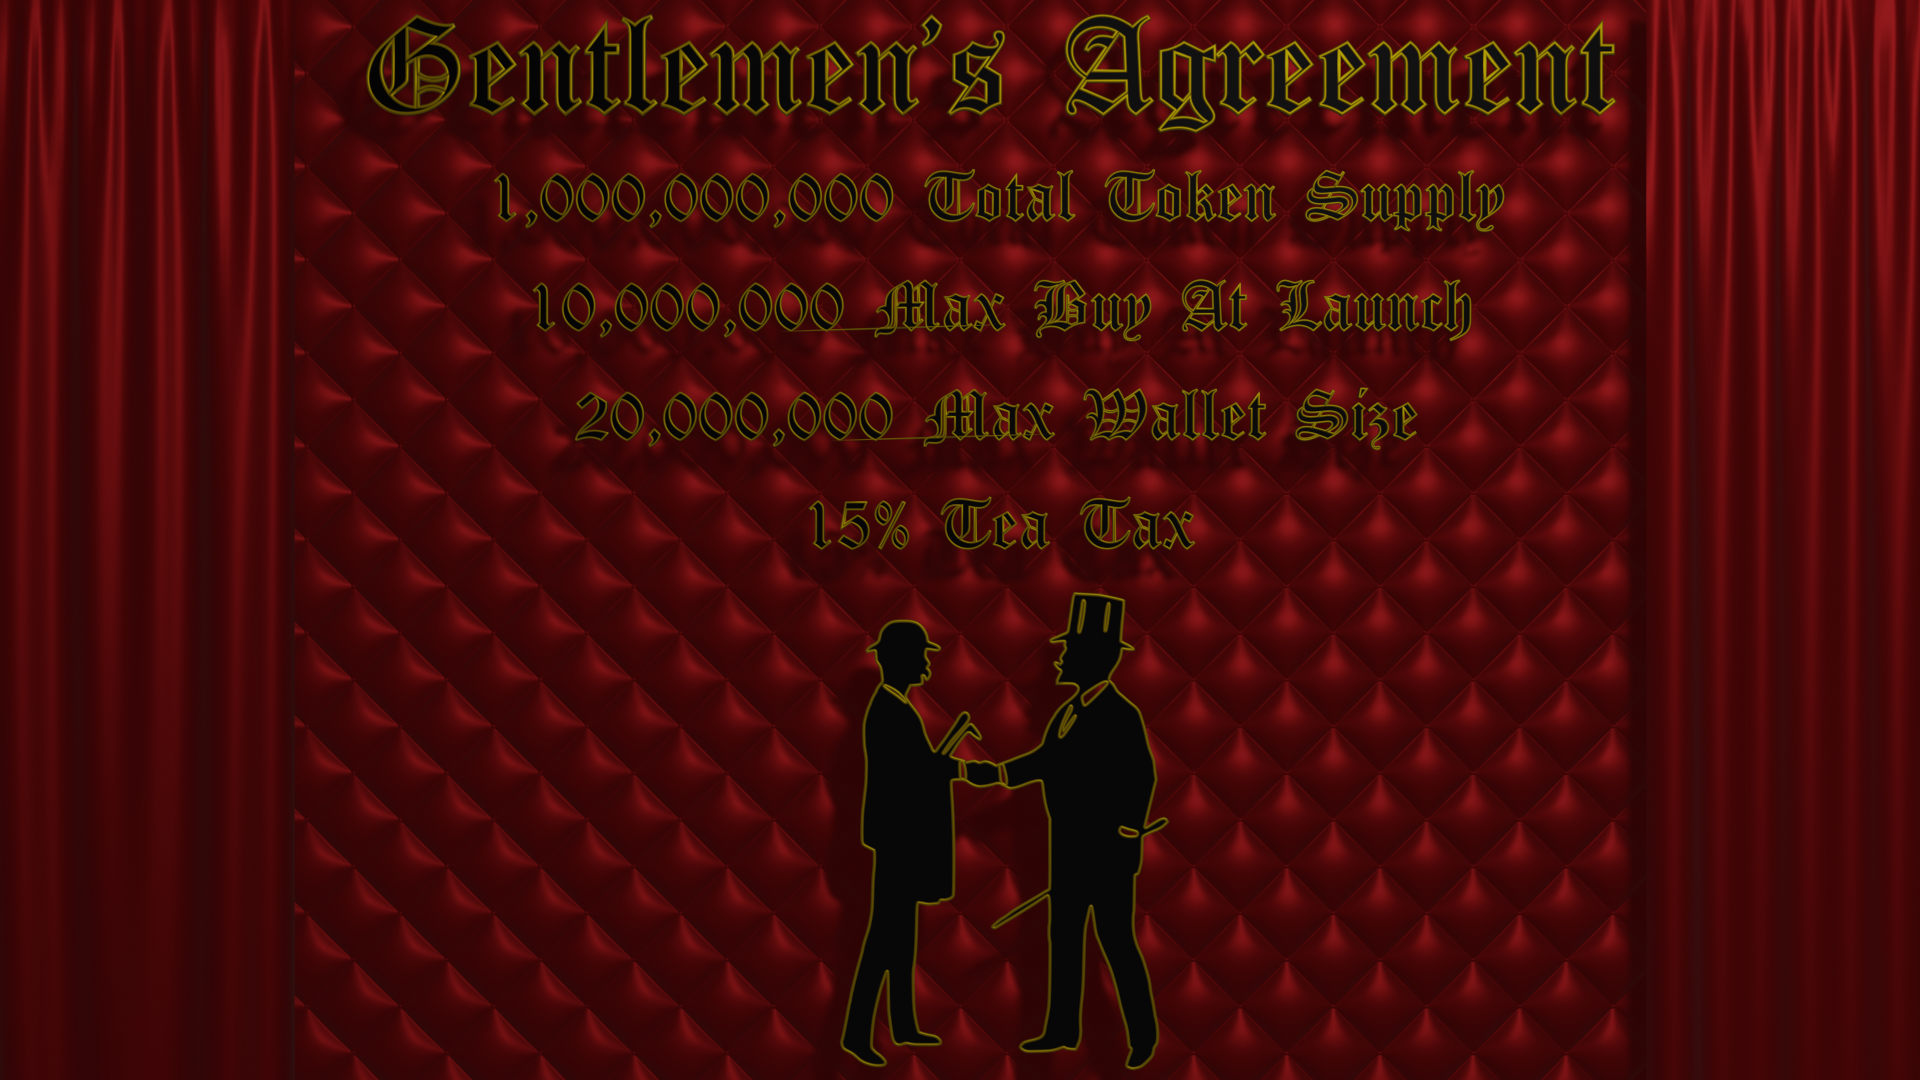 Gentlemen's Agreement
1,000,000,000 Total Token Supply
10,000,000 Max Buy At Launch
20,000,000 Max Wallet Size
15% Tea Tax